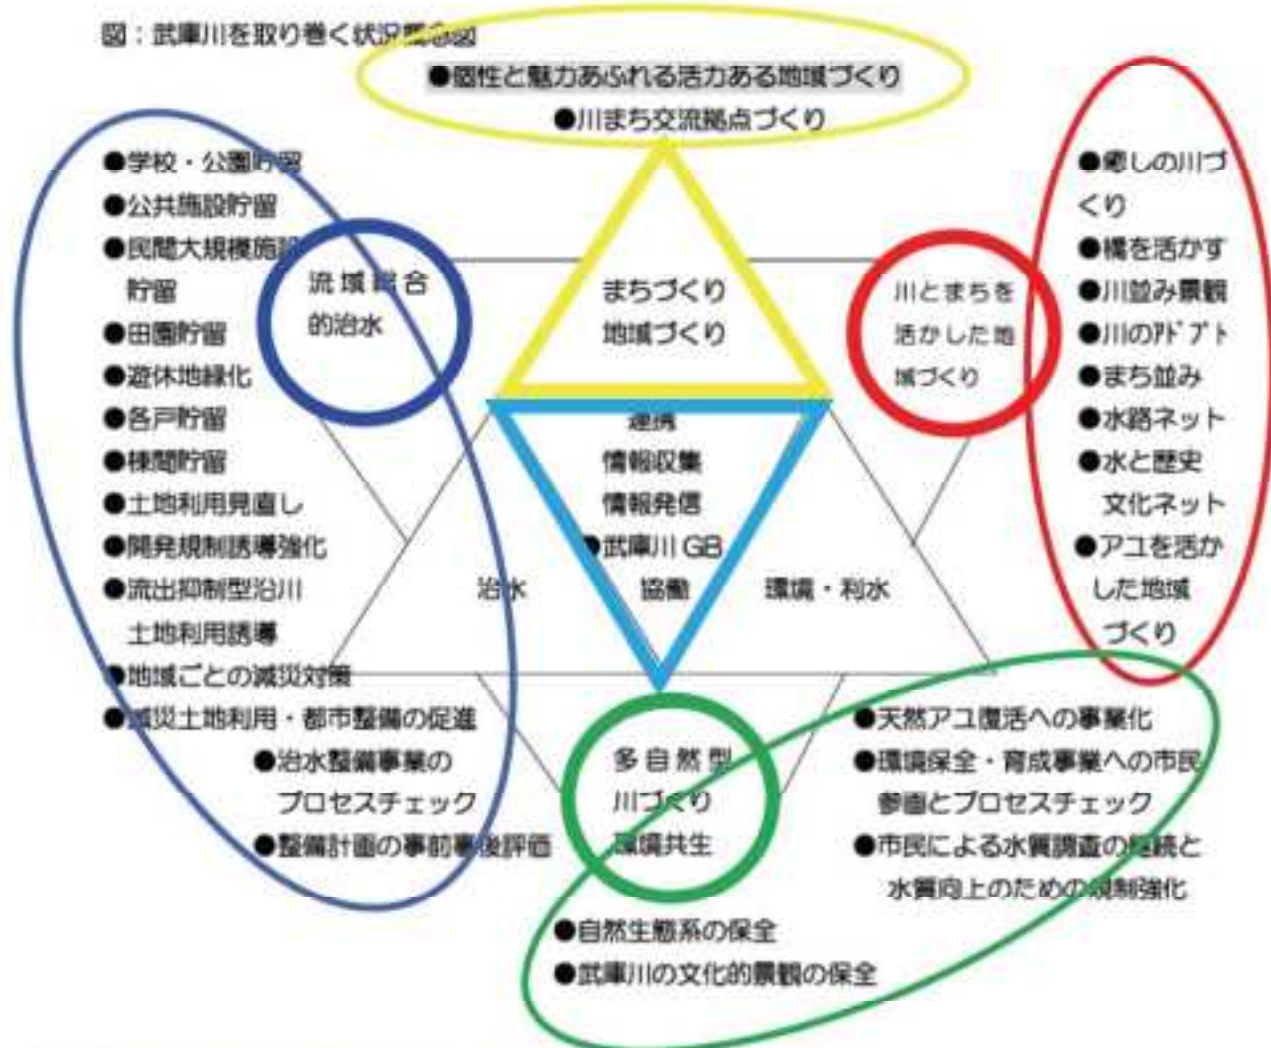 図：武庫川を取り巻く状況概念図
●個性と魅力あふれる活力ある地域づくり
●川まち交流拠点づくり
●学校・公園貯留
●公共施設貯留
●民間大規模施設
貯留
●田園貯留
●遊休地緑化
●各戸貯留
●棟間貯留
●土地利用見直し
●開発規制誘導強化
●流出抑制型沿川
土地利用誘導
●地域ごとの減災対策
●減災土地利用・都市整備の促進
●治水整備事業の
プロセスチェック
●整備計画の事前事後評価
流域総合
的治水
まちづくり
地域づくり
川とまちを
活かした地
域づくり
連携
情報収集
情報発信
●武庫川 GB
協働
治水
環境・利水
●癒しの川づ
くり
●橋を活かす
●川並み景観
●川のｱﾄﾞﾌﾟﾄ
●まち並み
●水路ネット
●水と歴史
文化ネット
●アユを活か
した地域
づくり
多自然型
川づくり
環境共生
●天然アユ復活への事業化
●環境保全・育成事業への市民
参画とプロセスチェック
●市民による水質調査の継続と
水質向上のための規制強化
●自然生態系の保全
●武庫川の文化的景観の保全